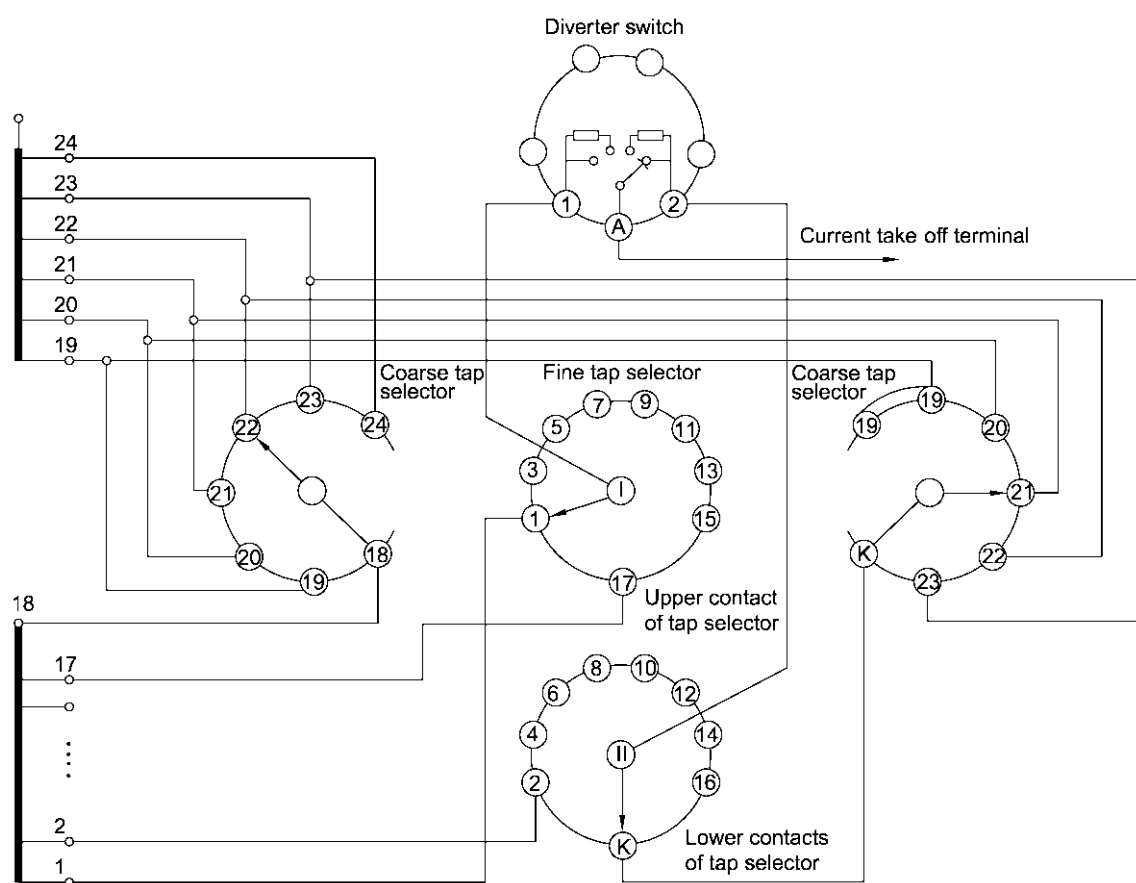 Diverter switch
24
23
22
21
20
19
1
2
A
Current take off terminal
Coarse tap
selector
Fine tap selector
Coarse tap
selector
23
24
22
21
20
19
18
7
9
5
11
3
13
I
1
15
17
19
19
20
21
22
K
23
Upper contact
of tap selector
18
17
2
1
8
10
6
12
4
14
II
2
16
K
Lower contacts
of tap selector